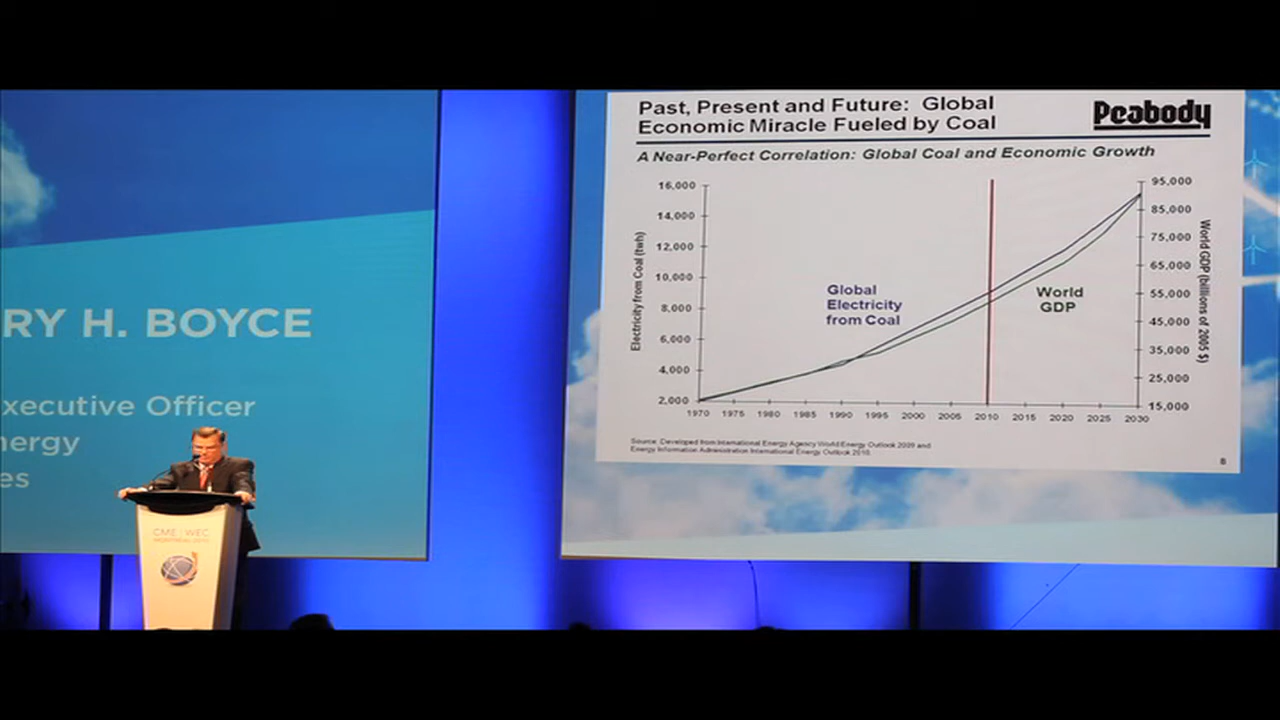 RY H. BOYCE
xecutive Officer
nergy
es
CME | WEC
MONTRÉAL 2010
Past, Present and Future: Global
Economic Miracle Fueled by Coal
Peabody
A Near-Perfect Correlation: Global Coal and Economic Growth
Electricity from Coal (twh)
16,000
14,000
12,000
10,000
8,000
6,000
4,000
2,000
Global
Electricity
from Coal
World
GDP
95,000
85,000
75,000
65,000
55,000
45,000
35,000
25,000
15,000
World GDP (billions of 2005 $)
1970 1975 1980 1985 1990 1995 2000 2005 2010 2015 2020 2025 2030
Source: Developed from International Energy Agency World Energy Outlook 2009 and
Energy Information Administration International Energy Outlook 2010.
8